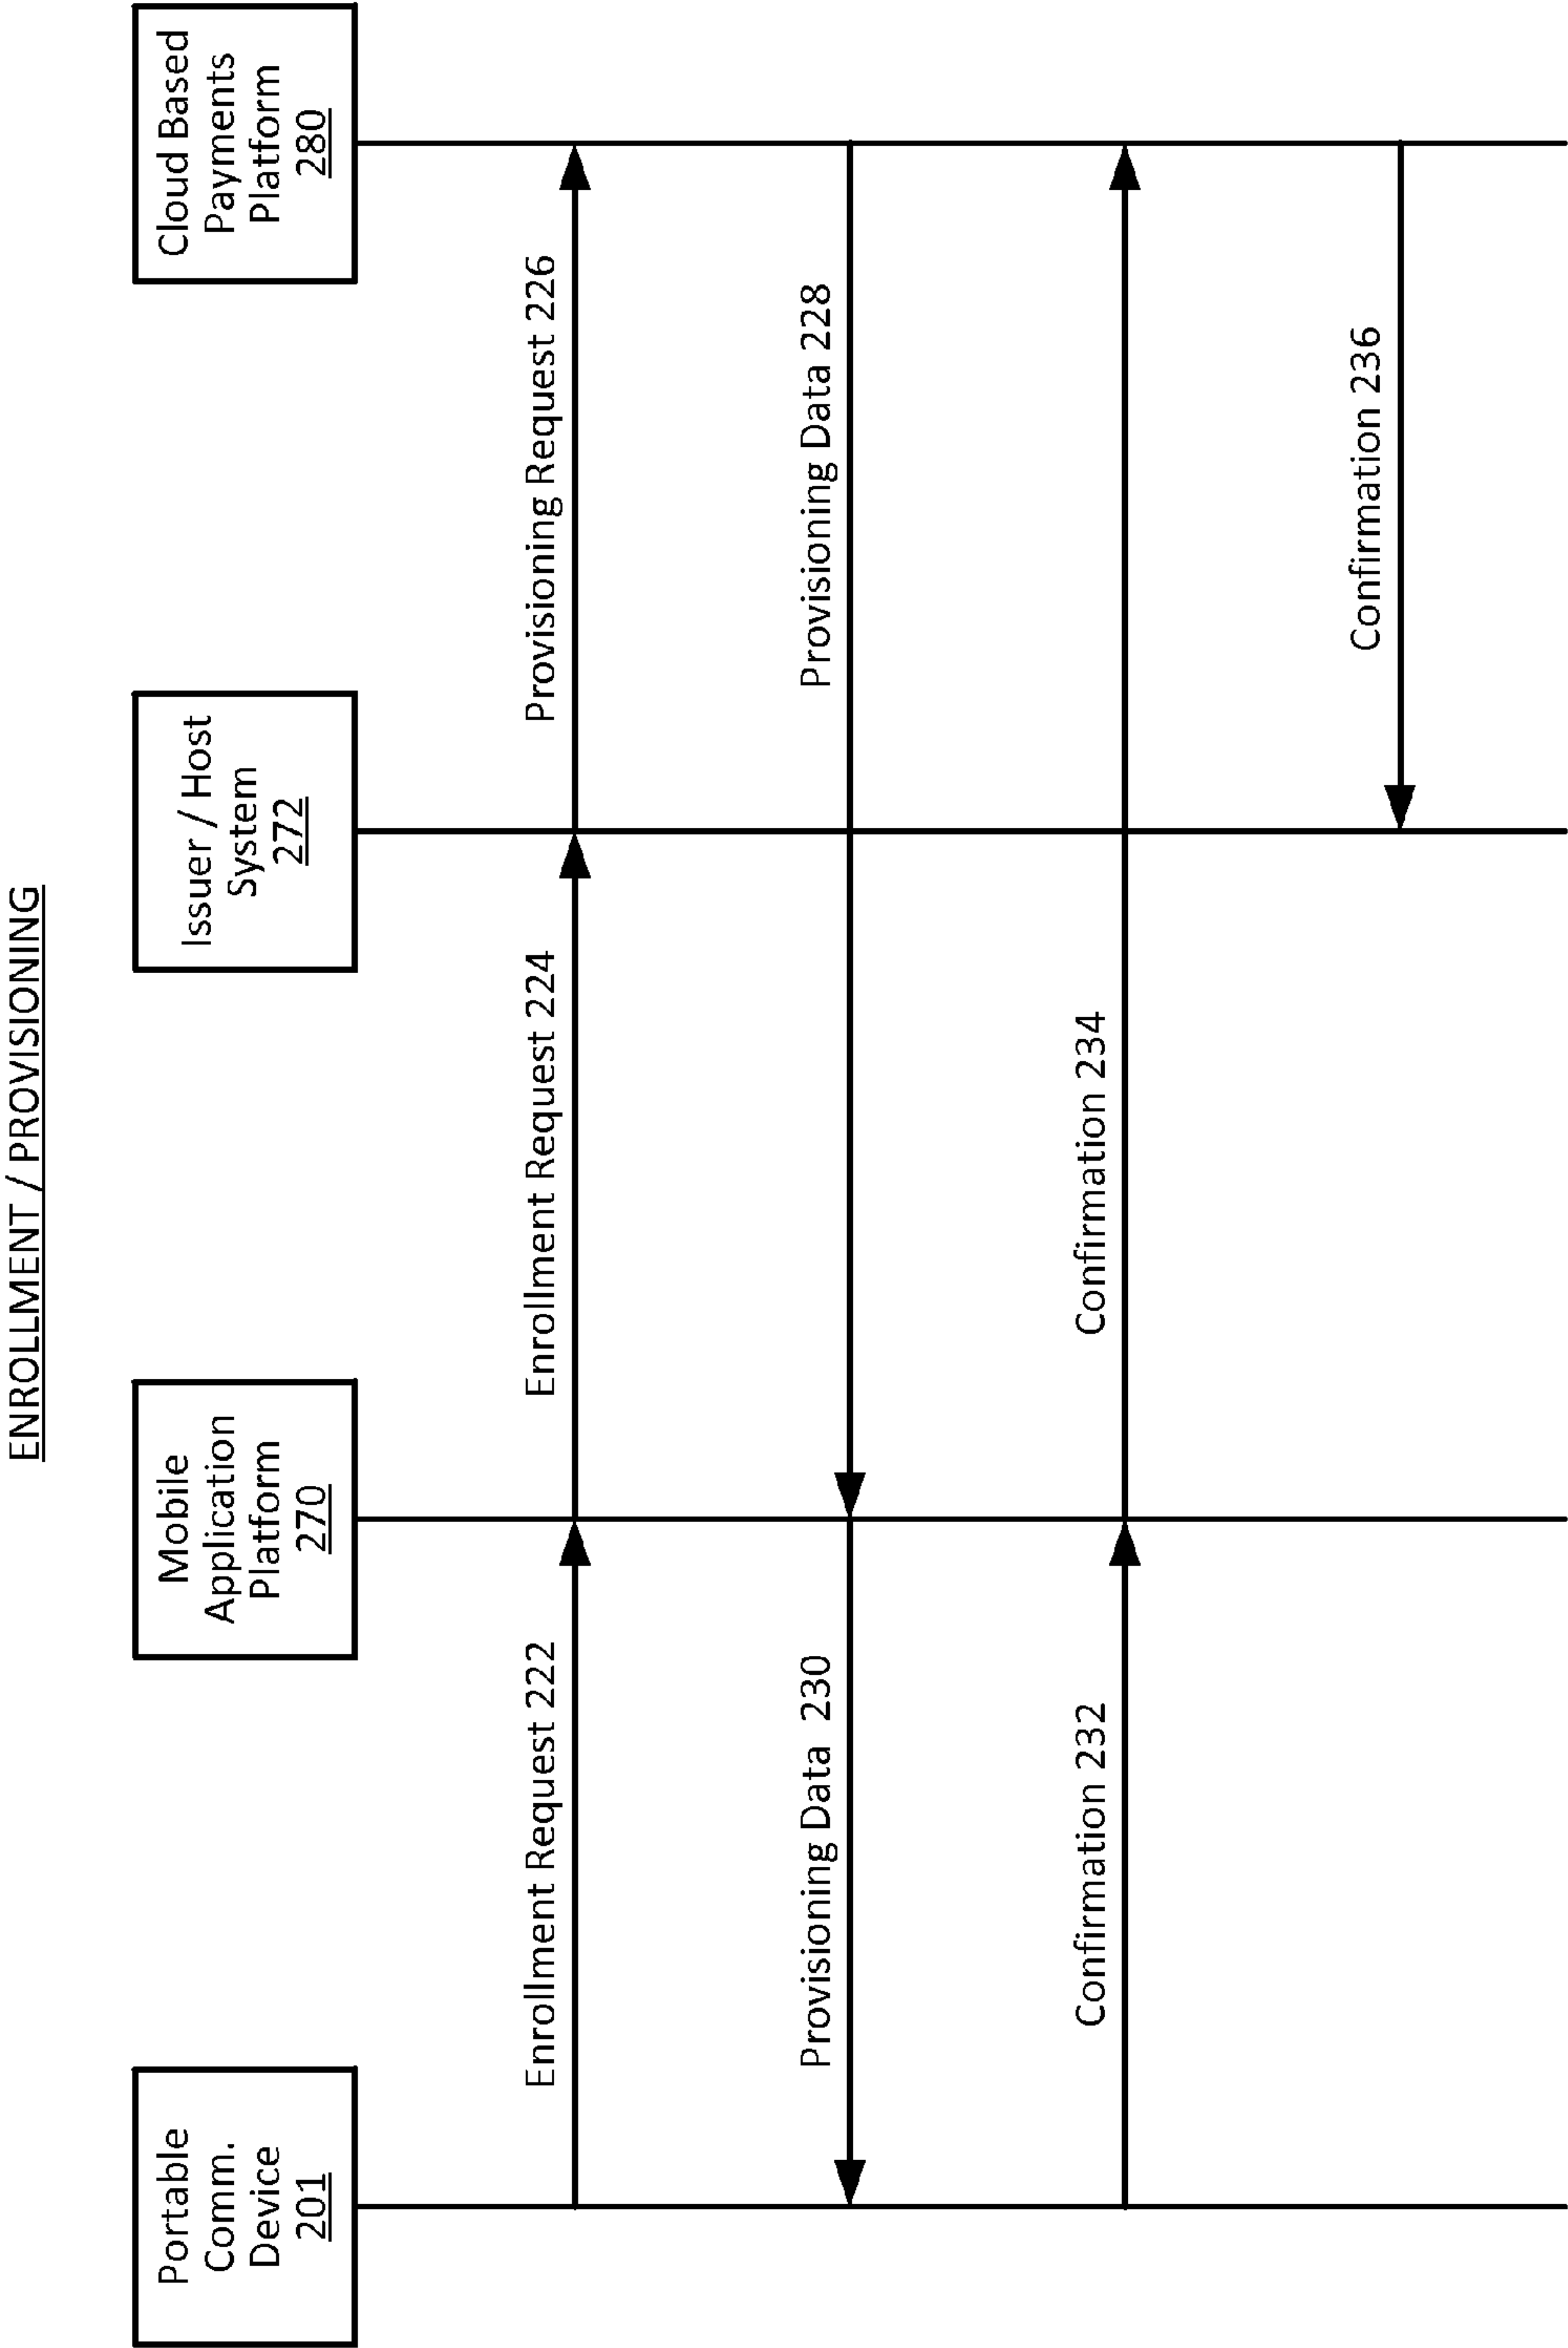 ENROLLMENT / PROVISIONING
Portable
Comm.
Device
201
Mobile
Application
Platform
270
Issuer / Host
System
272
Cloud Based
Payments
Platform
280
Enrollment Request 222
Enrollment Request 224
Provisioning Request 226
Provisioning Data 230
Provisioning Data 228
Confirmation 232
Confirmation 234
Confirmation 236